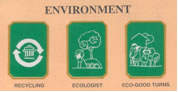 ENVIRONMENT
RECYCLING
ECOLOGIST
ECO-GOOD TURNS